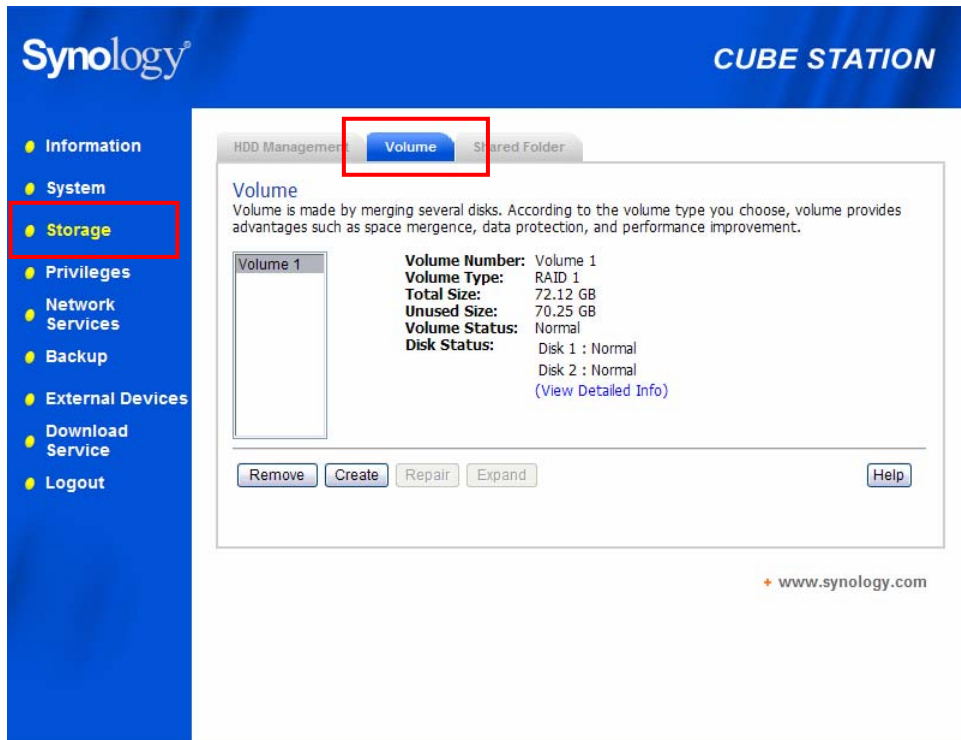 Synology®
CUBE STATION
Information
System
Storage
Privileges
Network
Services
Backup
External Devices
Download
Service
Logout
HDD Management
Volume
Shared Folder
Volume
Volume is made by merging several disks. According to the volume type you choose, volume provides
advantages such as space mergence, data protection, and performance improvement.
Volume 1
Volume Number: Volume 1
Volume Type: RAID 1
Total Size: 72.12 GB
Unused Size: 70.25 GB
Volume Status: Normal
Disk Status: Disk 1 : Normal
Disk 2 : Normal
(View Detailed Info)
Remove
Create
Repair
Expand
Help
+ www.synology.com